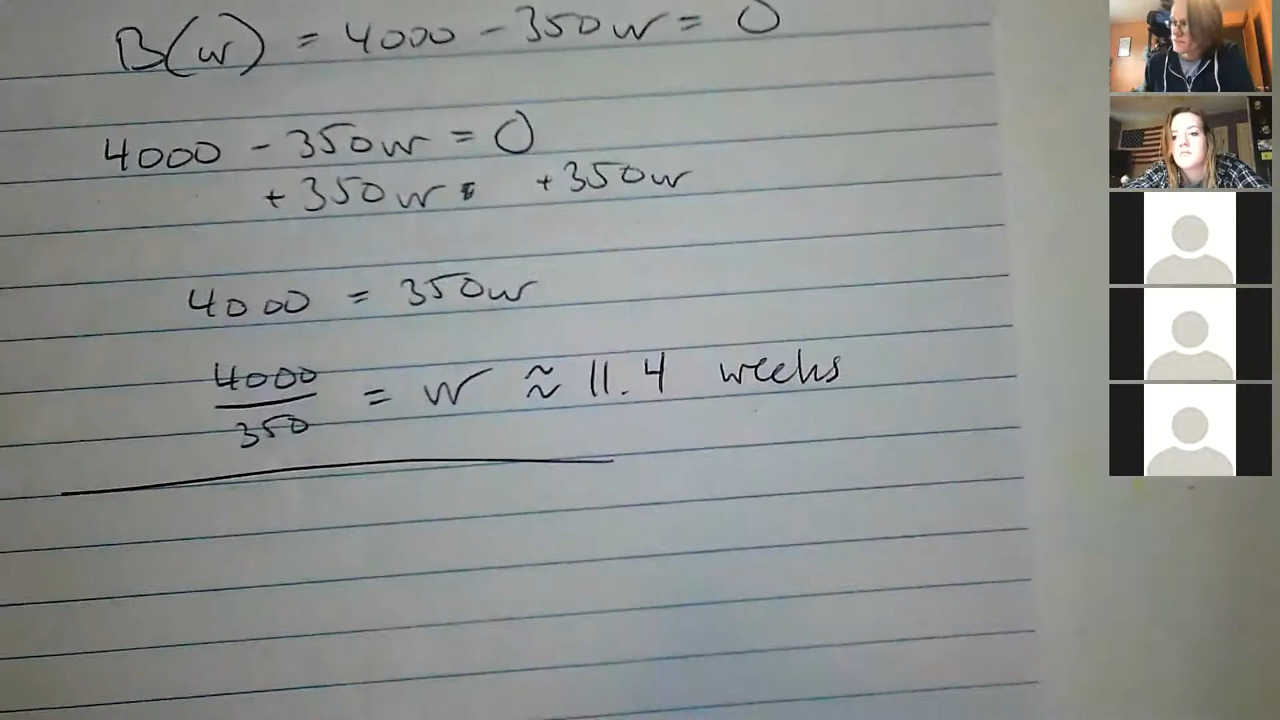 B(w) = 4000 - 350w = 0
4000 - 350w = 0
+350w +350w
4000 = 350w
4000/350 = w ≈ 11.4 weeks